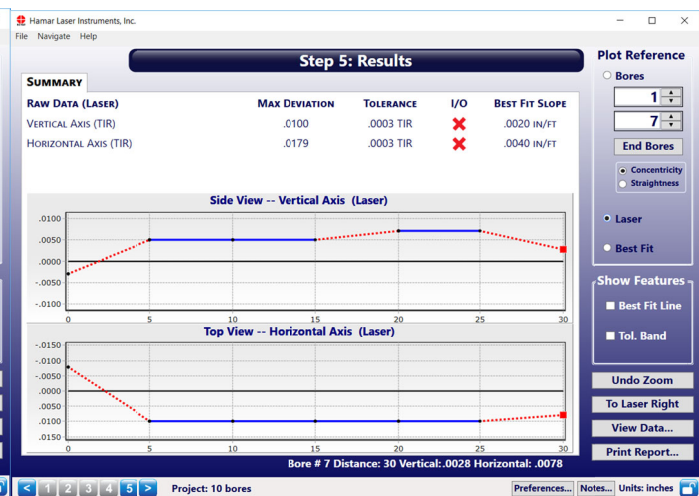 Hamar Laser Instruments, Inc.
File Navigate Help
Step 5: Results
Plot Reference
Bores
1
7
End Bores
Concentricity
Straightness
Laser
Best Fit
Show Features
Best Fit Line
Tol. Band
Undo Zoom
To Laser Right
View Data...
Print Report...
SUMMARY
RAW DATA (LASER) MAX DEVIATION TOLERANCE I/O BEST FIT SLOPE
VERTICAL AXIS (TIR) .0100 .0003 TIR .0020 IN/FT
HORIZONTAL AXIS (TIR) .0179 .0003 TIR .0040 IN/FT
Side View -- Vertical Axis (Laser)
.0100
.0050
.0000
-.0050
-.0100
0 5 10 15 20 25 30
Top View -- Horizontal Axis (Laser)
-.0150
-.0100
-.0050
.0000
.0050
.0100
.0150
0 5 10 15 20 25 30
Bore # 7 Distance: 30 Vertical:.0028 Horizontal: .0078
< 1 2 3 4 5 > Project: 10 bores Preferences... Notes... Units: inches